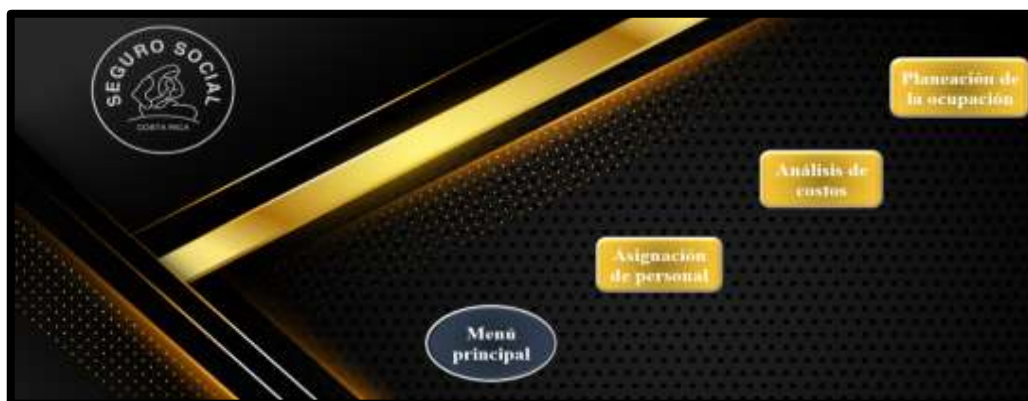 SEGURO SOCIAL
COSTA RICA
Planeación de
la ocupación
Análisis de
costos
Asignación
de personal
Menú
principal